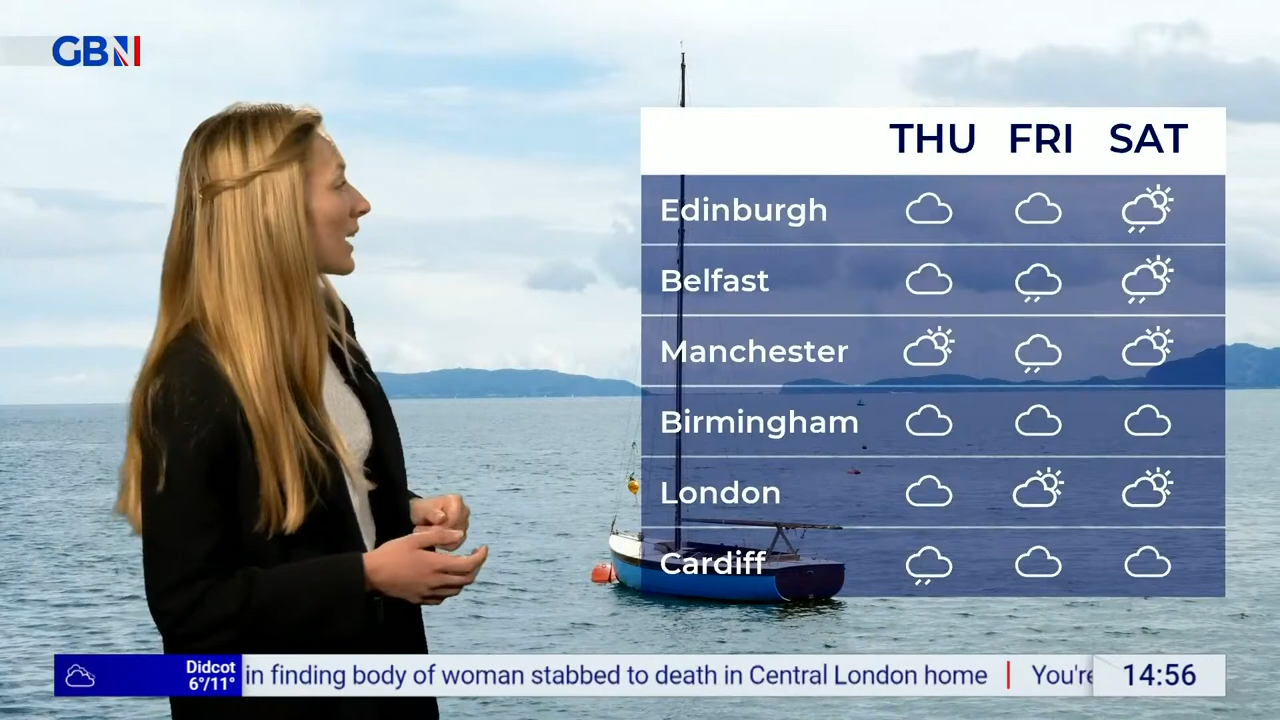 GBN
THU FRI SAT
Edinburgh
Belfast
Manchester
Birmingham
London
Cardiff
Didcot
6°/11°
in finding body of woman stabbed to death in Central London home | You're
14:56